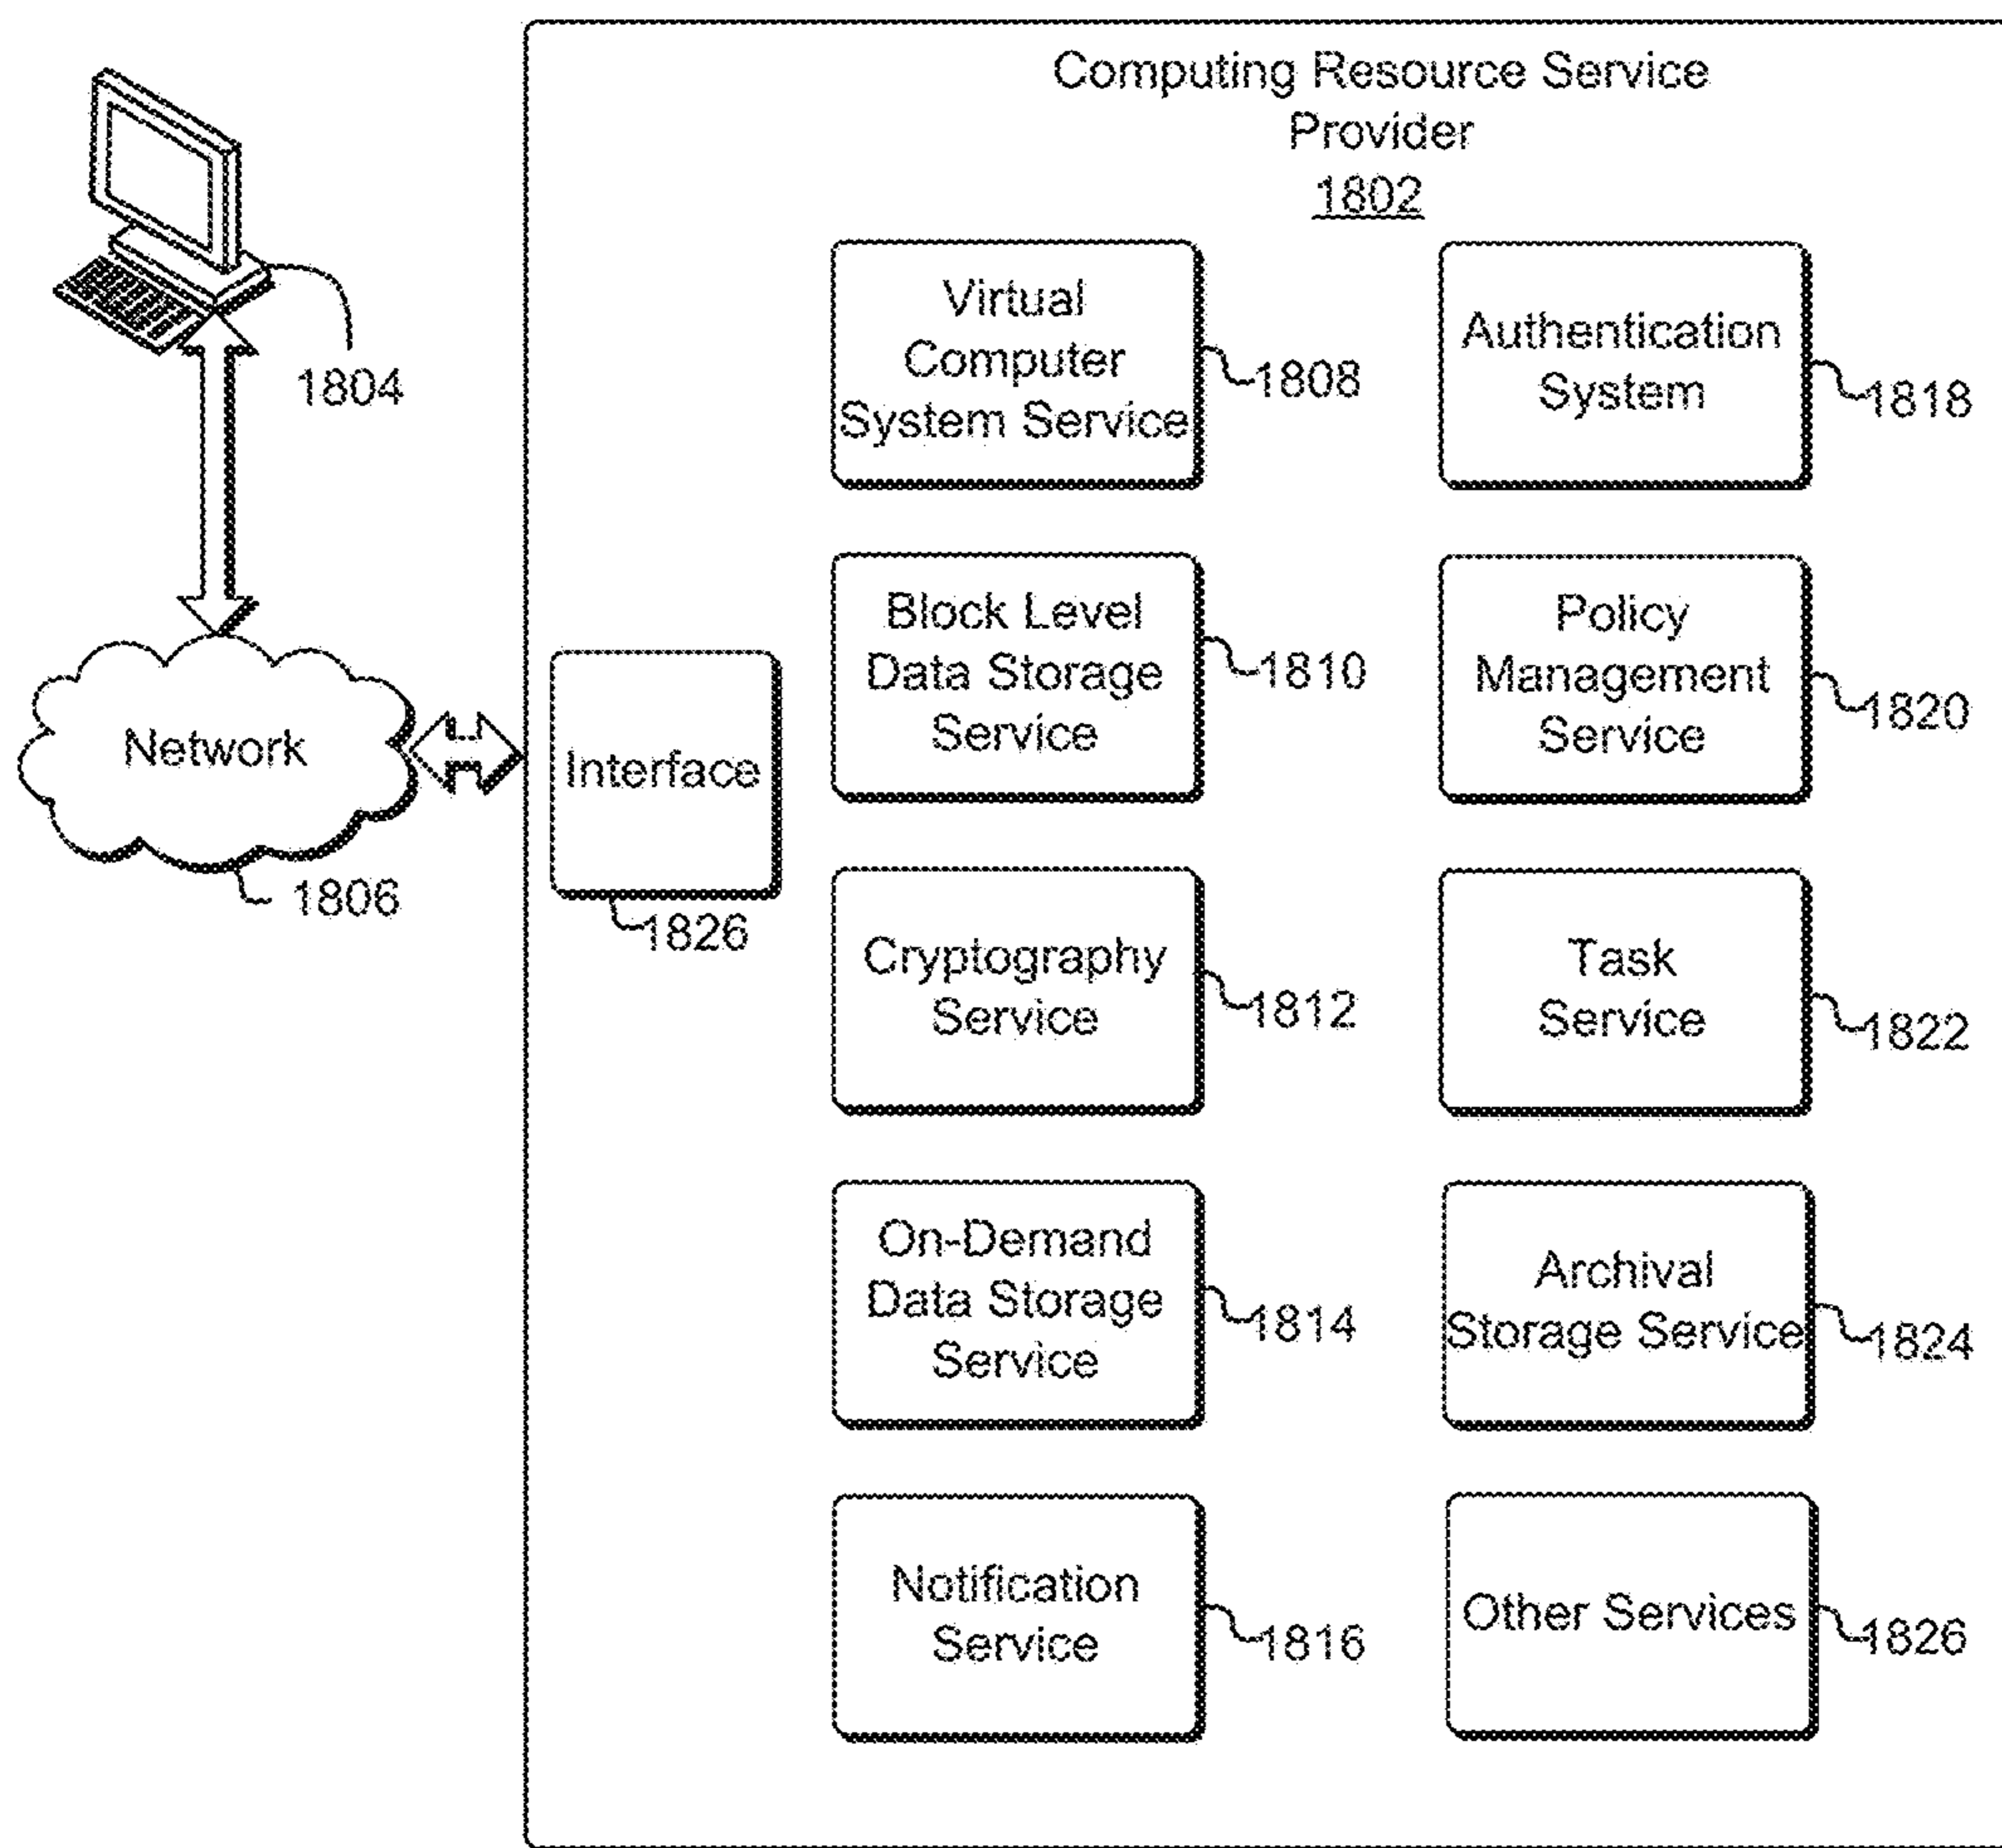 Computing Resource Service
Provider
1802
1804
Network
1806
Interface
1826
Virtual
Computer
System Service
1808
Authentication
System
1818
Block Level
Data Storage
Service
1810
Policy
Management
Service
1820
Cryptography
Service
1812
Task
Service
1822
On-Demand
Data Storage
Service
1814
Archival
Storage Service
1824
Notification
Service
1816
Other Services
1826